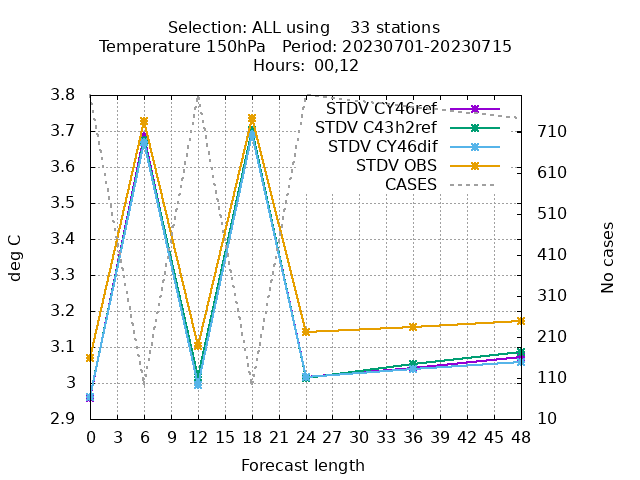 Selection: ALL using    33 stations
Temperature 150hPa   Period: 20230701-20230715
Hours:  00,12
3.8
3.7
3.6
3.5
3.4
3.3
3.2
3.1
3
2.9
deg C
STDV CY46ref
STDV C43h2ref
STDV CY46dif
STDV OBS
CASES
710
610
510
410
310
210
110
10
No cases
0 3 6 9 12 15 18 21 24 27 30 33 36 39 42 45 48
Forecast length